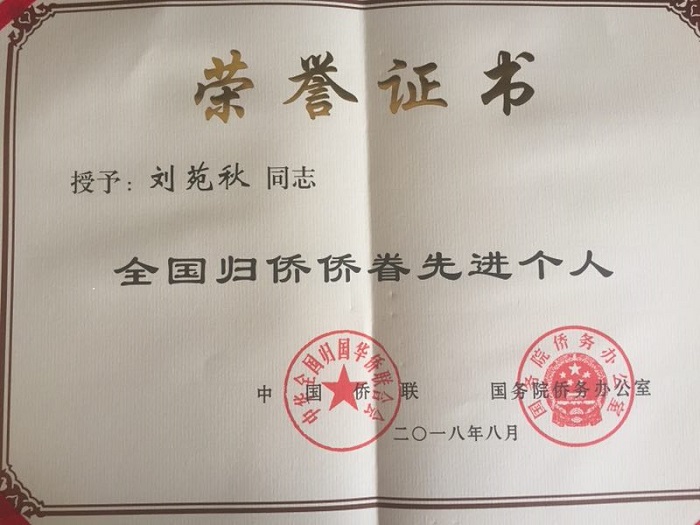 荣誉证书
授予：刘苑秋 同志
全国归侨侨眷先进个人
中国侨联 国务院侨务办公室
中华全国归国华侨联合会
国务院侨务办公室
二〇一八年八月